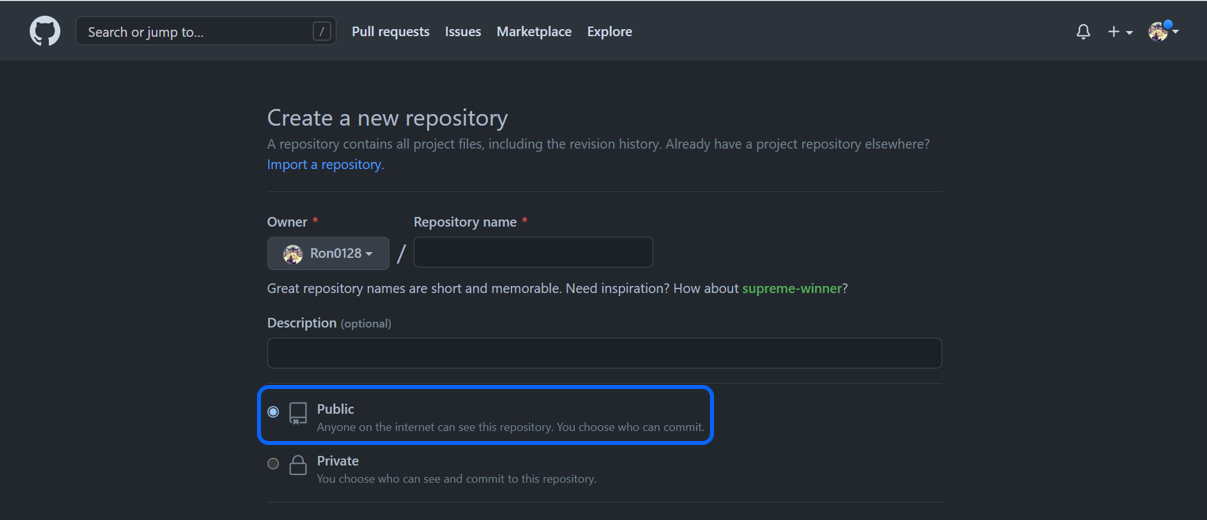 Search or jump to... /
Pull requests Issues Marketplace Explore
Create a new repository
A repository contains all project files, including the revision history. Already have a project repository elsewhere?
Import a repository.
Owner * Repository name *
Ron0128 /
Great repository names are short and memorable. Need inspiration? How about supreme-winner?
Description (optional)
Public
Anyone on the internet can see this repository. You choose who can commit.
Private
You choose who can see and commit to this repository.